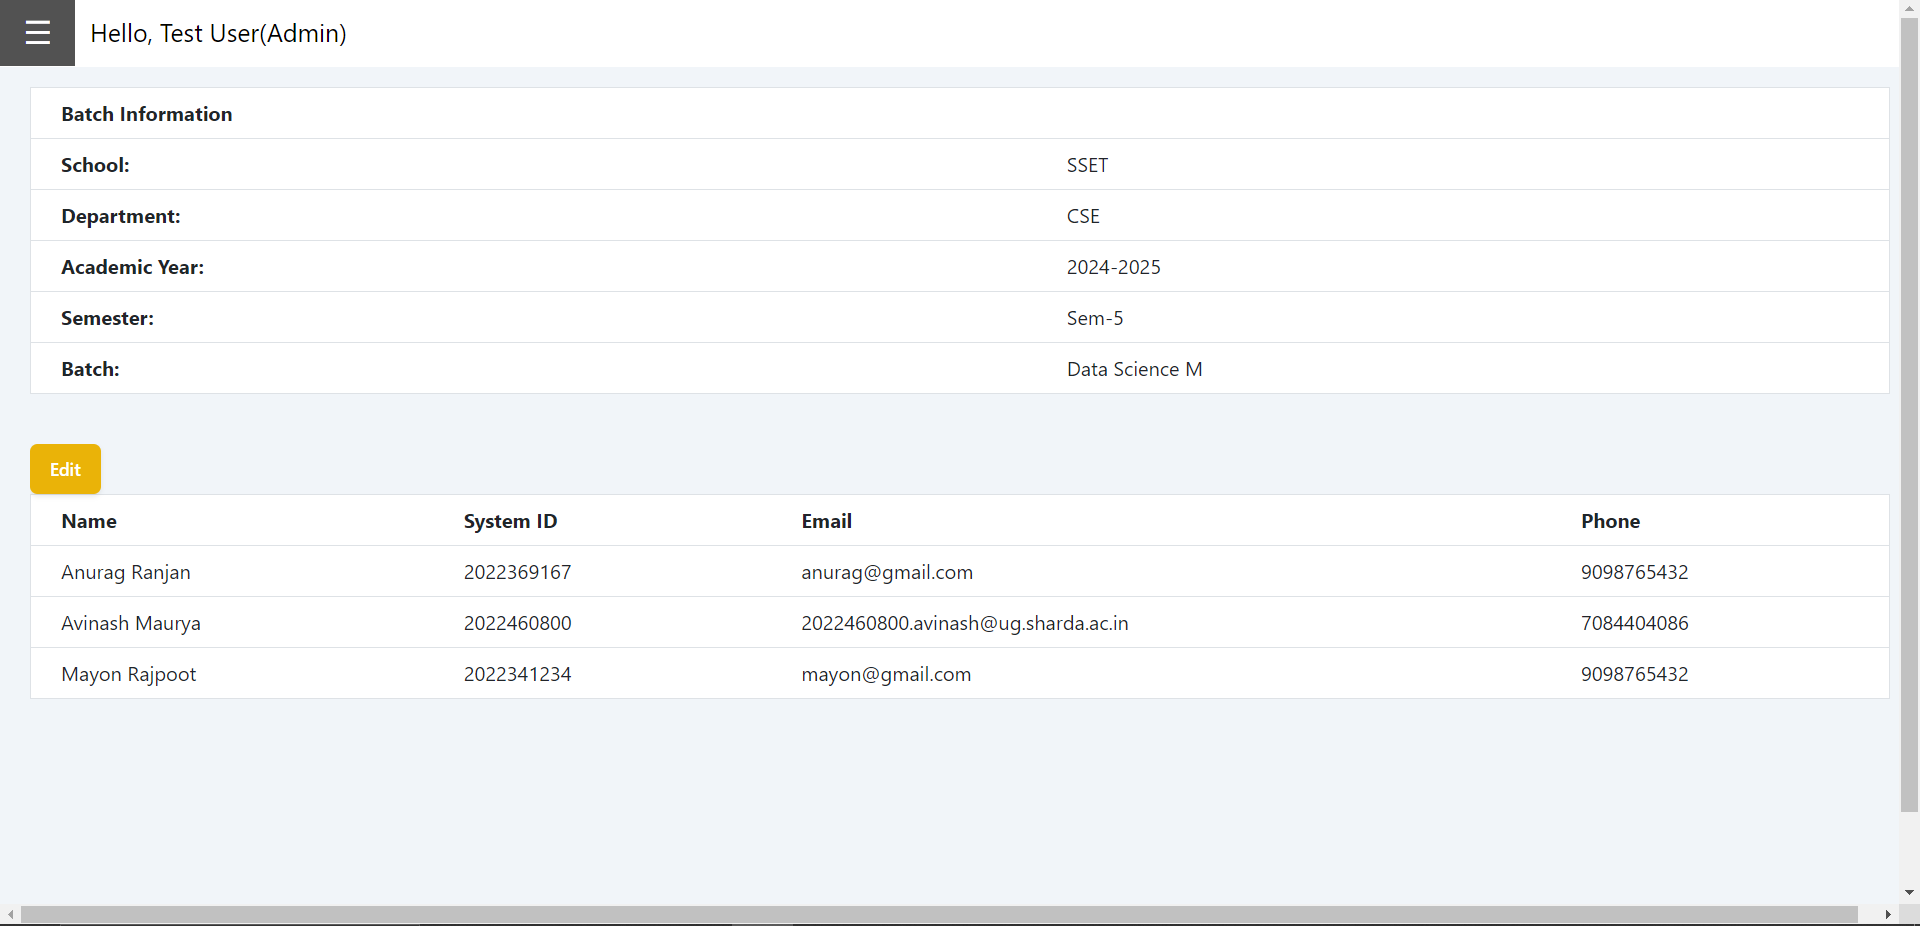 ☰ Hello, Test User(Admin)
Batch Information
School: SSET
Department: CSE
Academic Year: 2024-2025
Semester: Sem-5
Batch: Data Science M
Edit
Name System ID Email Phone
Anurag Ranjan 2022369167 anurag@gmail.com 9098765432
Avinash Maurya 2022460800 2022460800.avinash@ug.sharda.ac.in 7084404086
Mayon Rajpoot 2022341234 mayon@gmail.com 9098765432